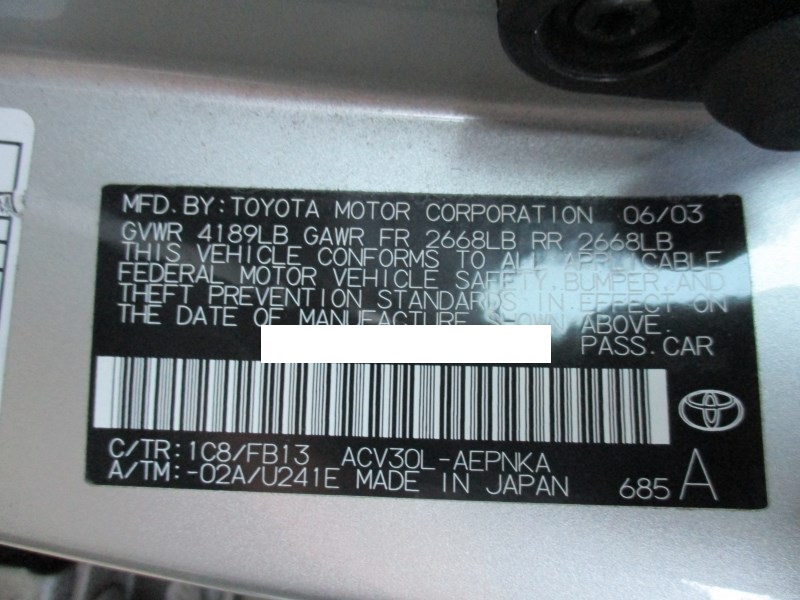 MFD.BY:TOYOTA MOTOR CORPORATION 06/03
GVWR 4189LB GAWR FR 2668LB RR 2668LB
THIS VEHICLE CONFORMS TO ALL APPLICABLE
FEDERAL MOTOR VEHICLE SAFETY,BUMPER,AND
THEFT PREVENTION STANDARDS IN EFFECT ON
THE DATE OF MANUFACTURE SHOWN ABOVE.
PASS.CAR
C/TR:1C8/FB13 ACV30L-AEPNKA
A/TM:-02A/U241E MADE IN JAPAN 685 A